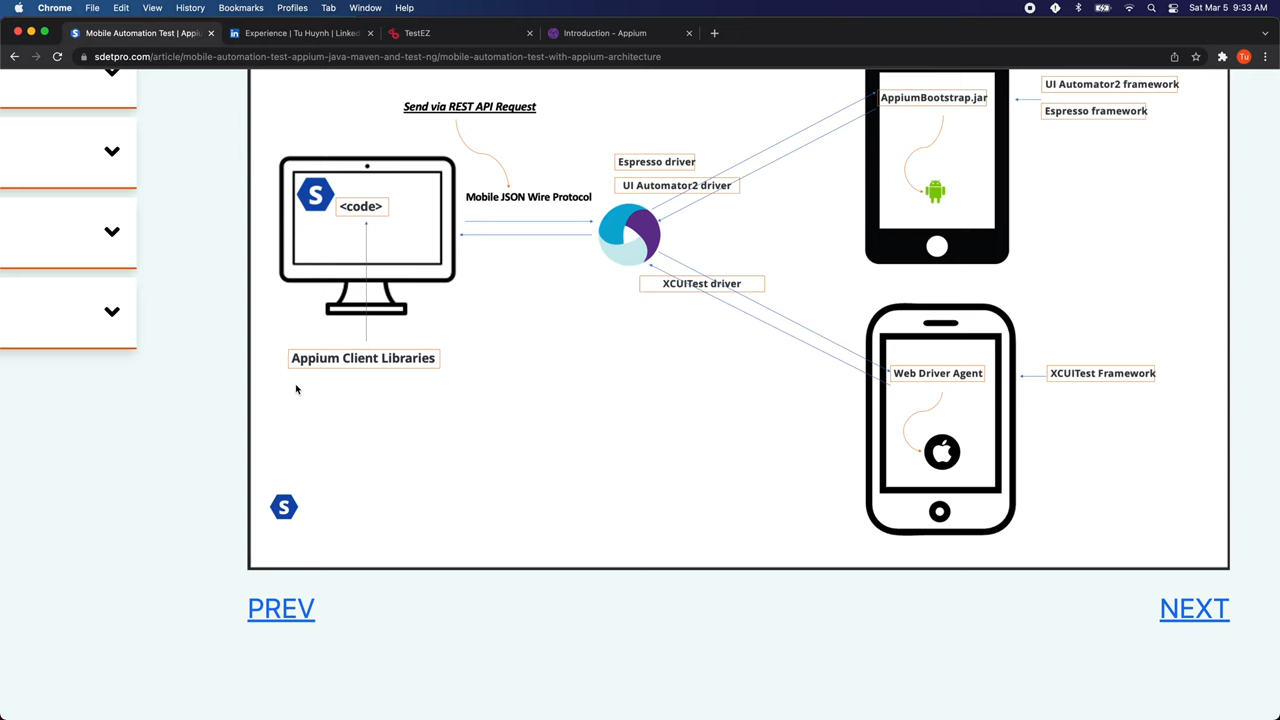 Chrome File Edit View History Bookmarks Profiles Tab Window Help
Sat Mar 5 9:33 AM
Mobile Automation Test | Appiu
Experience | Tu Huynh | Linked
TestEZ
Introduction - Appium
sdetpro.com/article/mobile-automation-test-appium-java-maven-and-test-ng/mobile-automation-test-with-appium-architecture
Tu
Send via REST API Request
AppiumBootstrap.jar
UI Automator2 framework
Espresso framework
S
<code>
Mobile JSON Wire Protocol
Espresso driver
UI Automator2 driver
XCUITest driver
Appium Client Libraries
Web Driver Agent
XCUITest Framework
S
PREV
NEXT